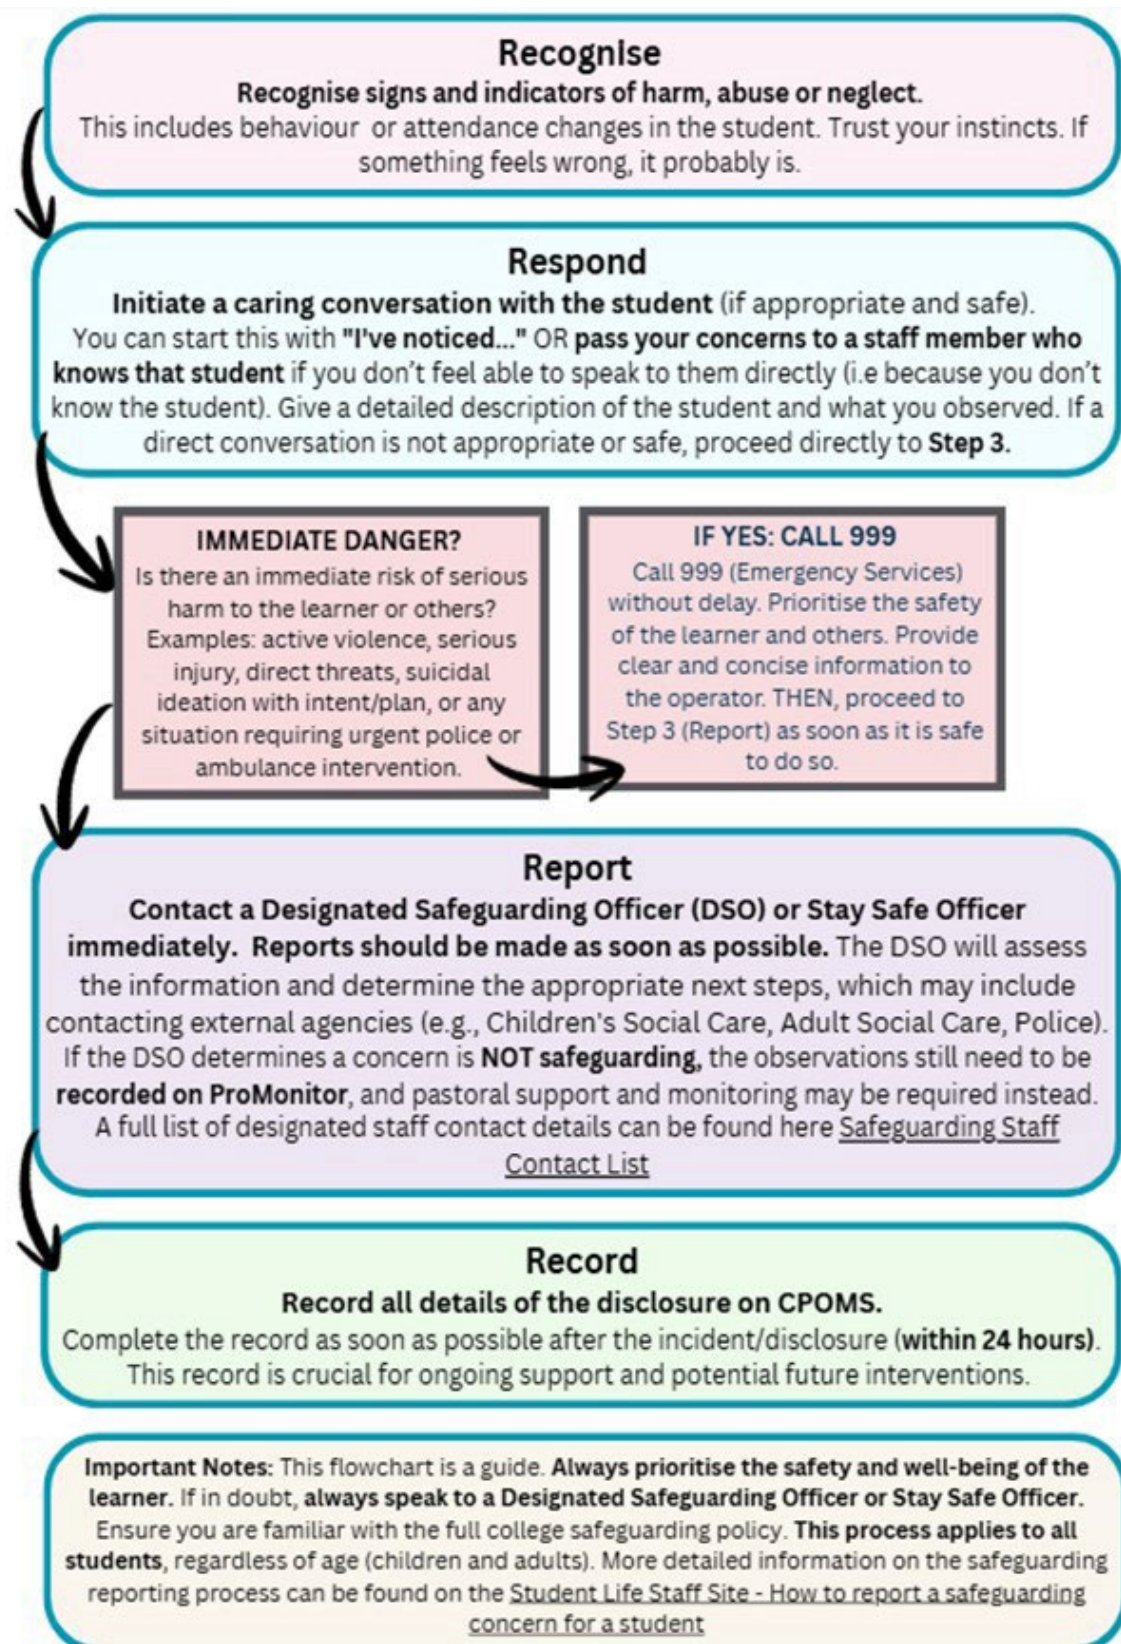 Recognise
Recognise signs and indicators of harm, abuse or neglect.
This includes behaviour or attendance changes in the student. Trust your instincts. If
something feels wrong, it probably is.
Respond
Initiate a caring conversation with the student (if appropriate and safe).
You can start this with "I've noticed..." OR pass your concerns to a staff member who
knows that student if you don't feel able to speak to them directly (i.e because you don't
know the student). Give a detailed description of the student and what you observed. If a
direct conversation is not appropriate or safe, proceed directly to Step 3.
IMMEDIATE DANGER?
Is there an immediate risk of serious
harm to the learner or others?
Examples: active violence, serious
injury, direct threats, suicidal
ideation with intent/plan, or any
situation requiring urgent police or
ambulance intervention.
IF YES: CALL 999
Call 999 (Emergency Services)
without delay. Prioritise the safety
of the learner and others. Provide
clear and concise information to
the operator. THEN, proceed to
Step 3 (Report) as soon as it is safe
to do so.
Report
Contact a Designated Safeguarding Officer (DSO) or Stay Safe Officer
immediately. Reports should be made as soon as possible. The DSO will assess
the information and determine the appropriate next steps, which may include
contacting external agencies (e.g., Children's Social Care, Adult Social Care, Police).
If the DSO determines a concern is NOT safeguarding, the observations still need to be
recorded on ProMonitor, and pastoral support and monitoring may be required instead.
A full list of designated staff contact details can be found here Safeguarding Staff
Contact List
Record
Record all details of the disclosure on CPOMS.
Complete the record as soon as possible after the incident/disclosure (within 24 hours).
This record is crucial for ongoing support and potential future interventions.
Important Notes: This flowchart is a guide. Always prioritise the safety and well-being of the
learner. If in doubt, always speak to a Designated Safeguarding Officer or Stay Safe Officer.
Ensure you are familiar with the full college safeguarding policy. This process applies to all
students, regardless of age (children and adults). More detailed information on the safeguarding
reporting process can be found on the Student Life Staff Site - How to report a safeguarding
concern for a student